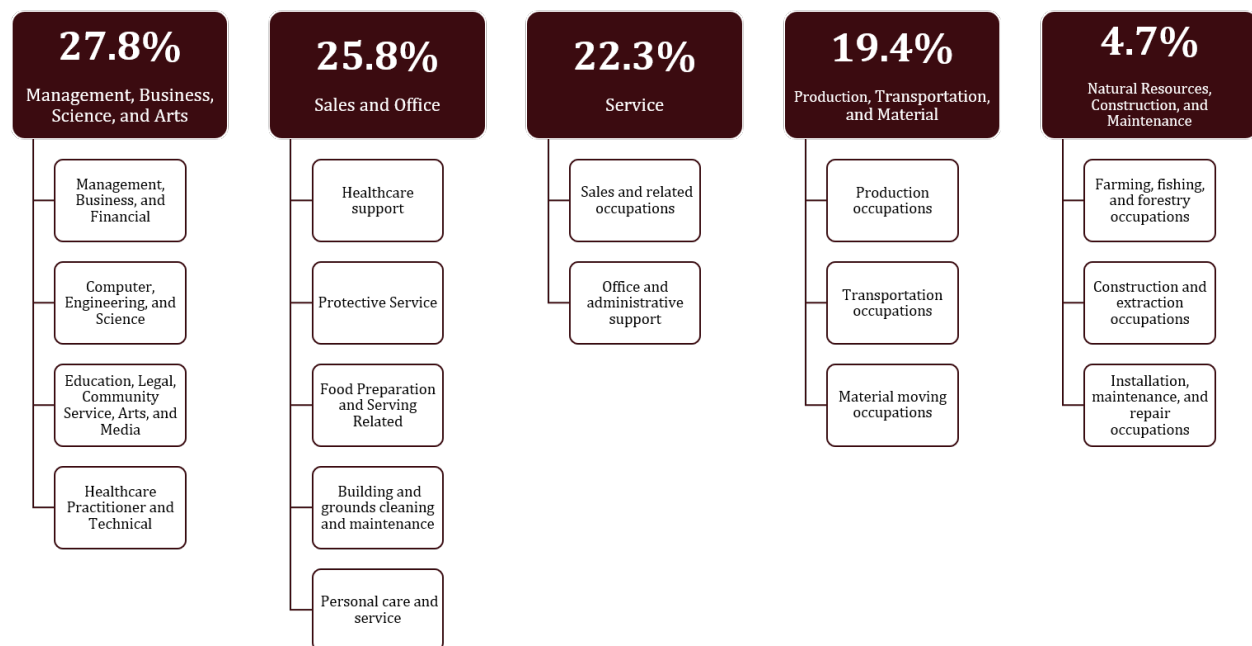 27.8%
Management, Business,
Science, and Arts
Management,
Business, and
Financial
Computer,
Engineering, and
Science
Education, Legal,
Community
Service, Arts, and
Media
Healthcare
Practitioner and
Technical
25.8%
Sales and Office
Healthcare
support
Protective Service
Food Preparation
and Serving
Related
Building and
grounds cleaning
and maintenance
Personal care and
service
22.3%
Service
Sales and related
occupations
Office and
administrative
support
19.4%
Production, Transportation,
and Material
Production
occupations
Transportation
occupations
Material moving
occupations
4.7%
Natural Resources,
Construction, and
Maintenance
Farming, fishing,
and forestry
occupations
Construction and
extraction
occupations
Installation,
maintenance, and
repair
occupations